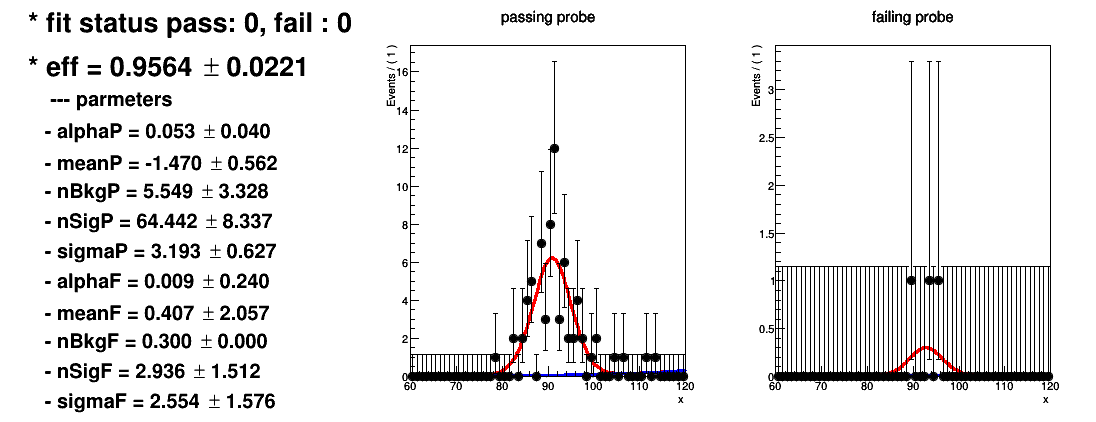 * fit status pass: 0, fail : 0
* eff = 0.9564 ± 0.0221
--- parmeters
- alphaP = 0.053 ± 0.040
- meanP = -1.470 ± 0.562
- nBkgP = 5.549 ± 3.328
- nSigP = 64.442 ± 8.337
- sigmaP = 3.193 ± 0.627
- alphaF = 0.009 ± 0.240
- meanF = 0.407 ± 2.057
- nBkgF = 0.300 ± 0.000
- nSigF = 2.936 ± 1.512
- sigmaF = 2.554 ± 1.576
passing probe
Events / ( 1 )
16
14
12
10
8
6
4
2
0
60 70 80 90 100 110 120
x
failing probe
Events / ( 1 )
3
2.5
2
1.5
1
0.5
0
60 70 80 90 100 110 120
x